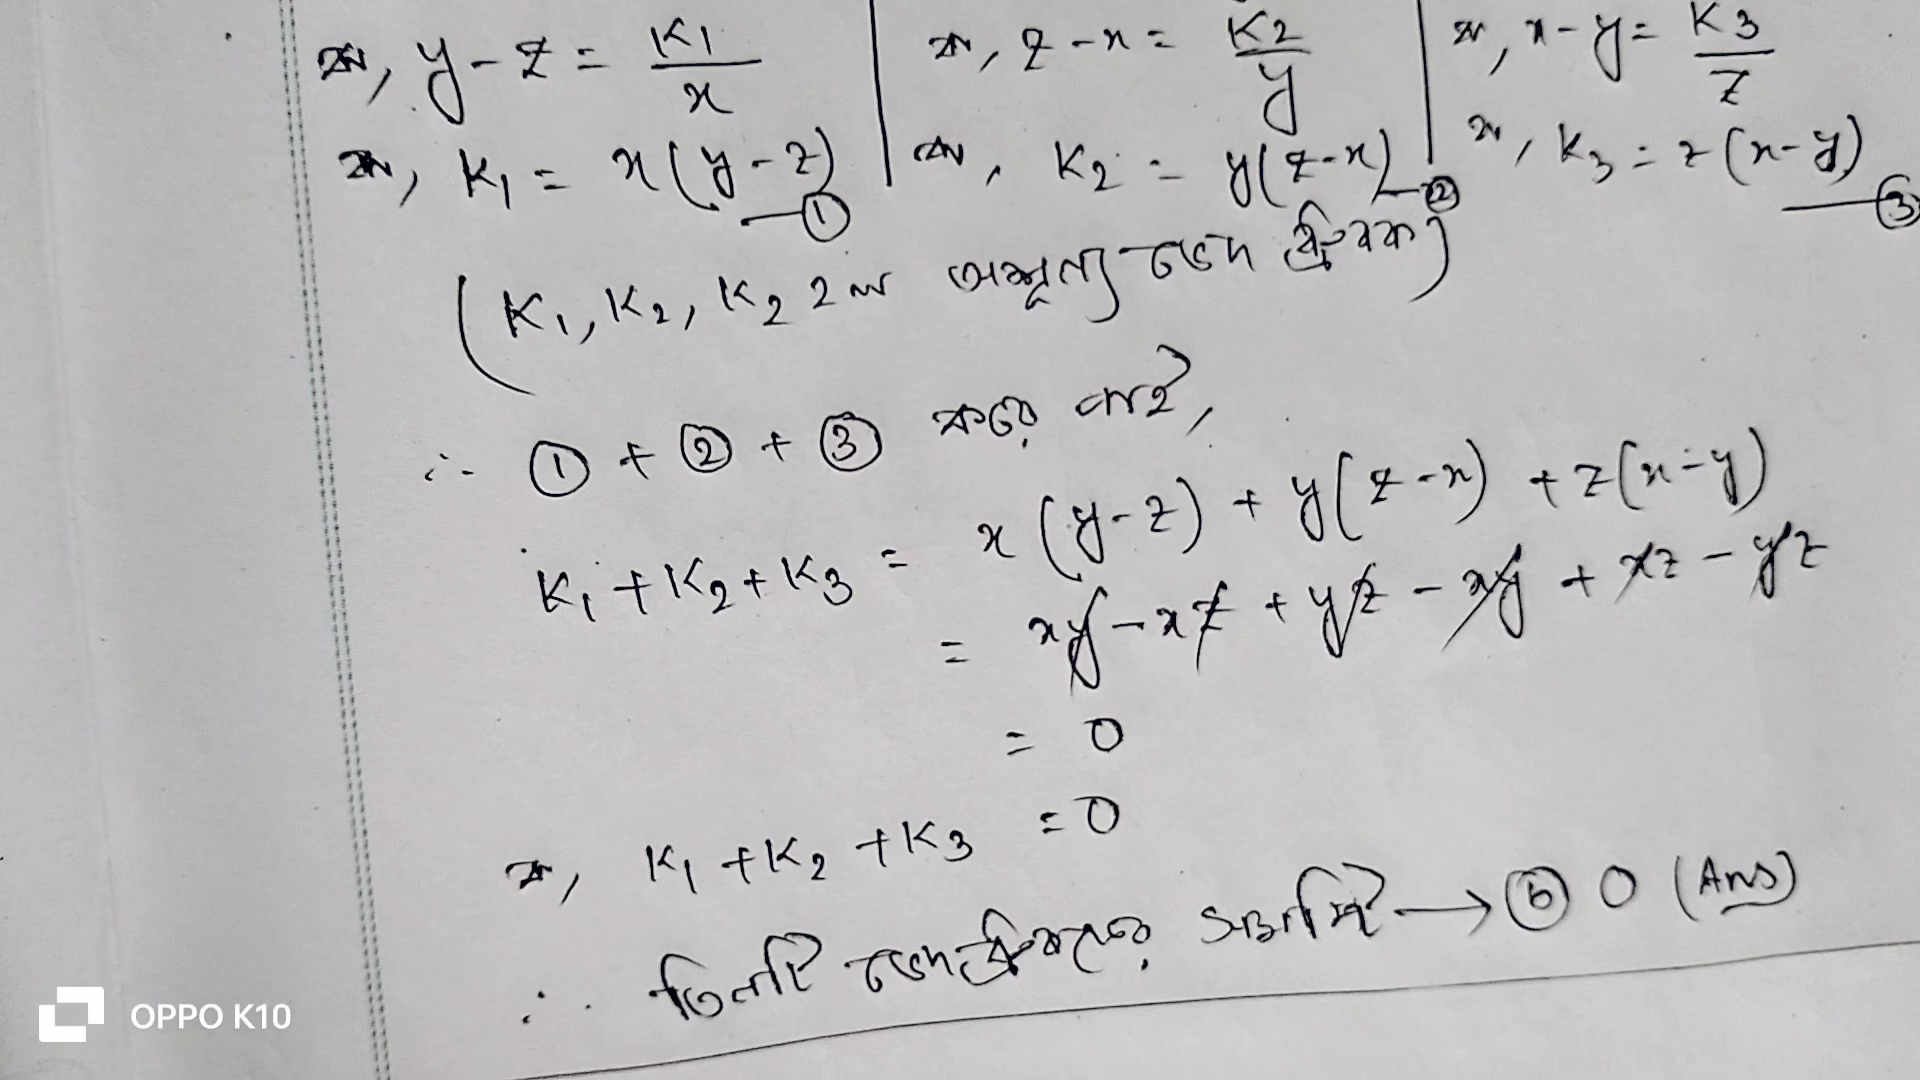 বা, y - z = K1/x
বা, K1 = x(y - z) —①
বা, z - x = K2/y
বা, K2 = y(z - x) —②
বা, x - y = K3/z
বা, K3 = z(x - y) —③
(K1, K2, K2 হল অশূন্য ভেদ ধ্রুবক)
∴ ① + ② + ③ করে পাই,
K1 + K2 + K3 = x(y - z) + y(z - x) + z(x - y)
= xy - xz + yz - xy + xz - yz
= 0
বা, K1 + K2 + K3 = 0
∴ তিনটি ভেদধ্রুবকের সমষ্টি → ⓑ 0 (Ans)
OPPO K10